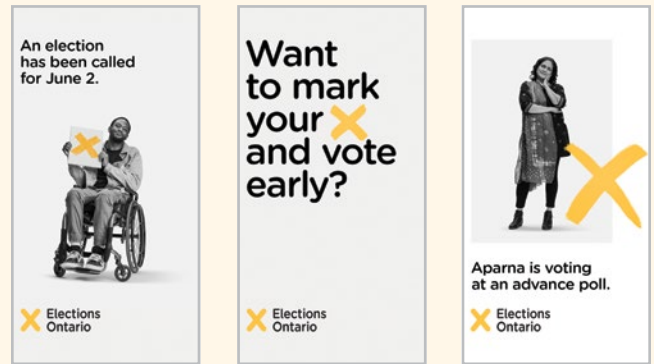 An election
has been called
for June 2.
Elections
Ontario
Want
to mark
your
and vote
early?
Elections
Ontario
Aparna is voting
at an advance poll.
Elections
Ontario